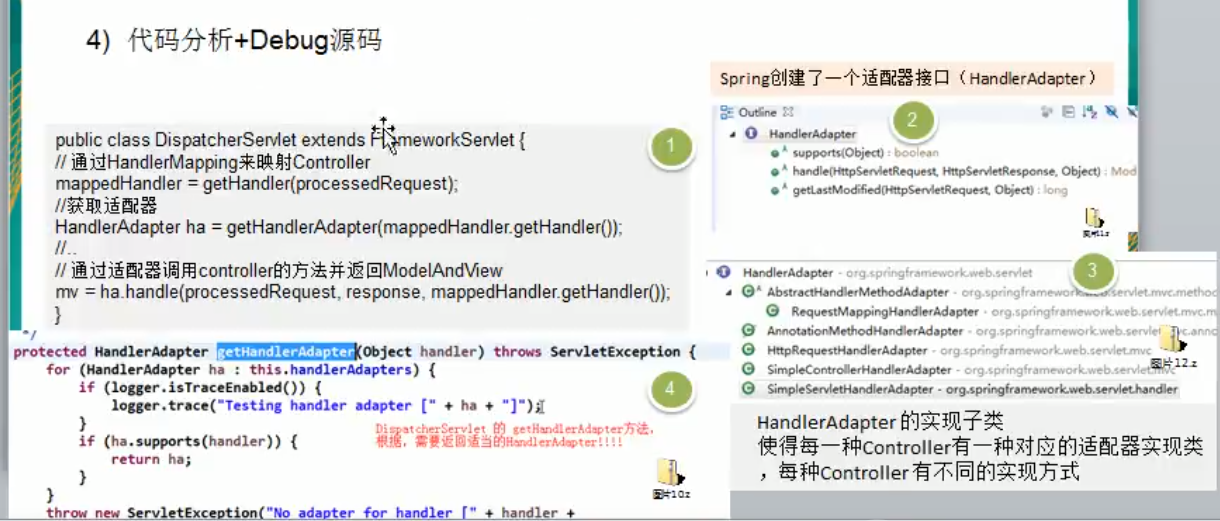 4) 代码分析+Debug源码
public class DispatcherServlet extends FrameworkServlet {
// 通过HandlerMapping来映射Controller
mappedHandler = getHandler(processedRequest);
//获取适配器
HandlerAdapter ha = getHandlerAdapter(mappedHandler.getHandler());
//..
// 通过适配器调用controller的方法并返回ModelAndView
mv = ha.handle(processedRequest, response, mappedHandler.getHandler());
}
1
Spring创建了一个适配器接口（HandlerAdapter）
Outline
2
HandlerAdapter
supports(Object) : boolean
handle(HttpServletRequest, HttpServletResponse, Object) : Mod
getLastModified(HttpServletRequest, Object) : long
HandlerAdapter - org.springframework.web.servlet
3
AbstractHandlerMethodAdapter - org.springframework.web.servlet.mvc.method
RequestMappingHandlerAdapter - org.springframework.web.servlet.mvc.m
AnnotationMethodHandlerAdapter - org.springframework.web.servlet.mvc.anno
HttpRequestHandlerAdapter - org.springframework.web.servlet.mvc
SimpleControllerHandlerAdapter - org.springframework.web.servlet.mvc
SimpleServletHandlerAdapter - org.springframework.web.servlet.handler
图片12.z
HandlerAdapter 的实现子类
使得每一种Controller有一种对应的适配器实现类
，每种Controller 有不同的实现方式
*/
protected HandlerAdapter getHandlerAdapter(Object handler) throws ServletException {
for (HandlerAdapter ha : this.handlerAdapters) {
if (logger.isTraceEnabled()) {
logger.trace("Testing handler adapter [" + ha + "]");
}
if (ha.supports(handler)) {
return ha;
}
}
throw new ServletException("No adapter for handler [" + handler +
4
DispatcherServlet 的 getHandlerAdapter方法,
根据, 需要返回适当的HandlerAdapter!!!!
图片10.z